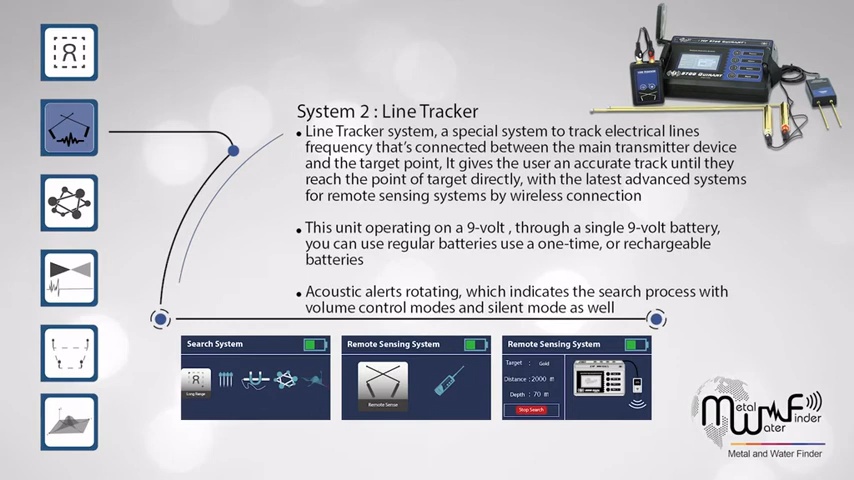 System 2 : Line Tracker
• Line Tracker system, a special system to track electrical lines
frequency that's connected between the main transmitter device
and the target point, It gives the user an accurate track until they
reach the point of target directly, with the latest advanced systems
for remote sensing systems by wireless connection
• This unit operating on a 9-volt , through a single 9-volt battery,
you can use regular batteries use a one-time, or rechargeable
batteries
• Acoustic alerts rotating, which indicates the search process with
volume control modes and silent mode as well
Search System
Long Range
Remote Sensing System
Remote Sense
Remote Sensing System
Target : Gold
Distance : 2000 m
Depth : 70 m
Stop Search
Metal Water Finder
Metal and Water Finder